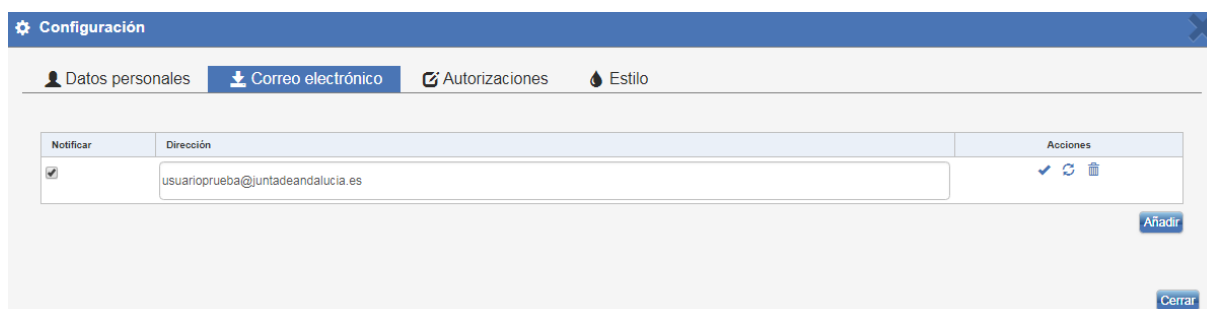 Configuración
Datos personales Correo electrónico Autorizaciones Estilo
Notificar Dirección Acciones
usuarioprueba@juntadeandalucia.es
Añadir
Cerrar